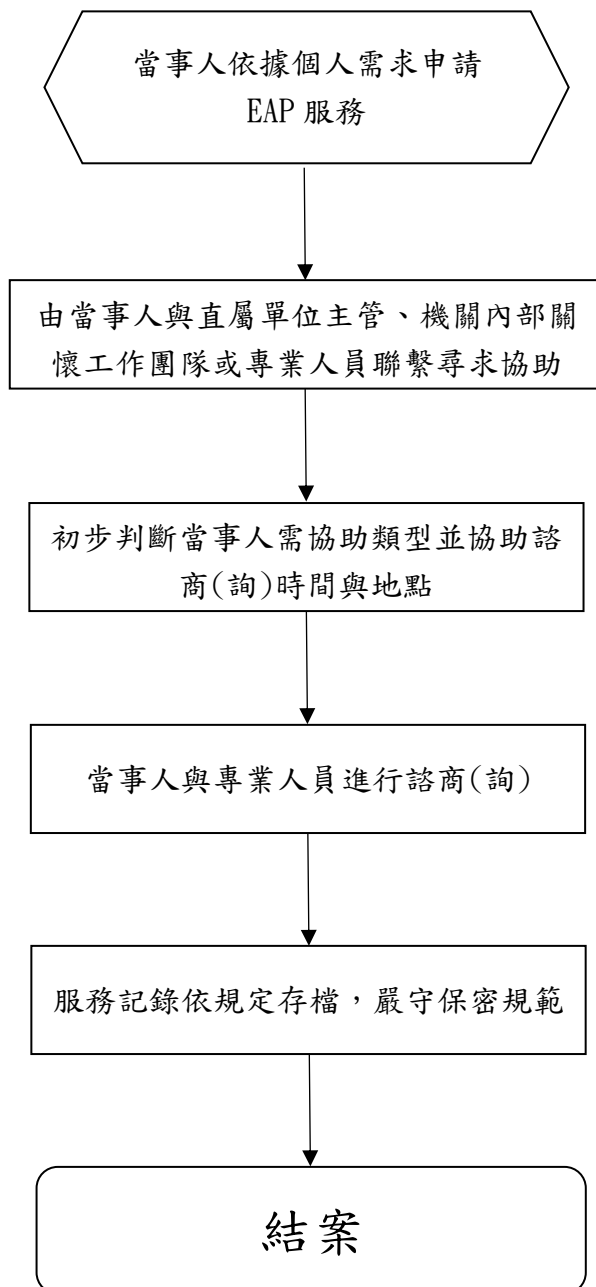 當事人依據個人需求申請
EAP 服務
由當事人與直屬單位主管、機關內部關
懷工作團隊或專業人員聯繫尋求協助
初步判斷當事人需協助類型並協助諮
商(詢)時間與地點
當事人與專業人員進行諮商(詢)
服務記錄依規定存檔，嚴守保密規範
結案